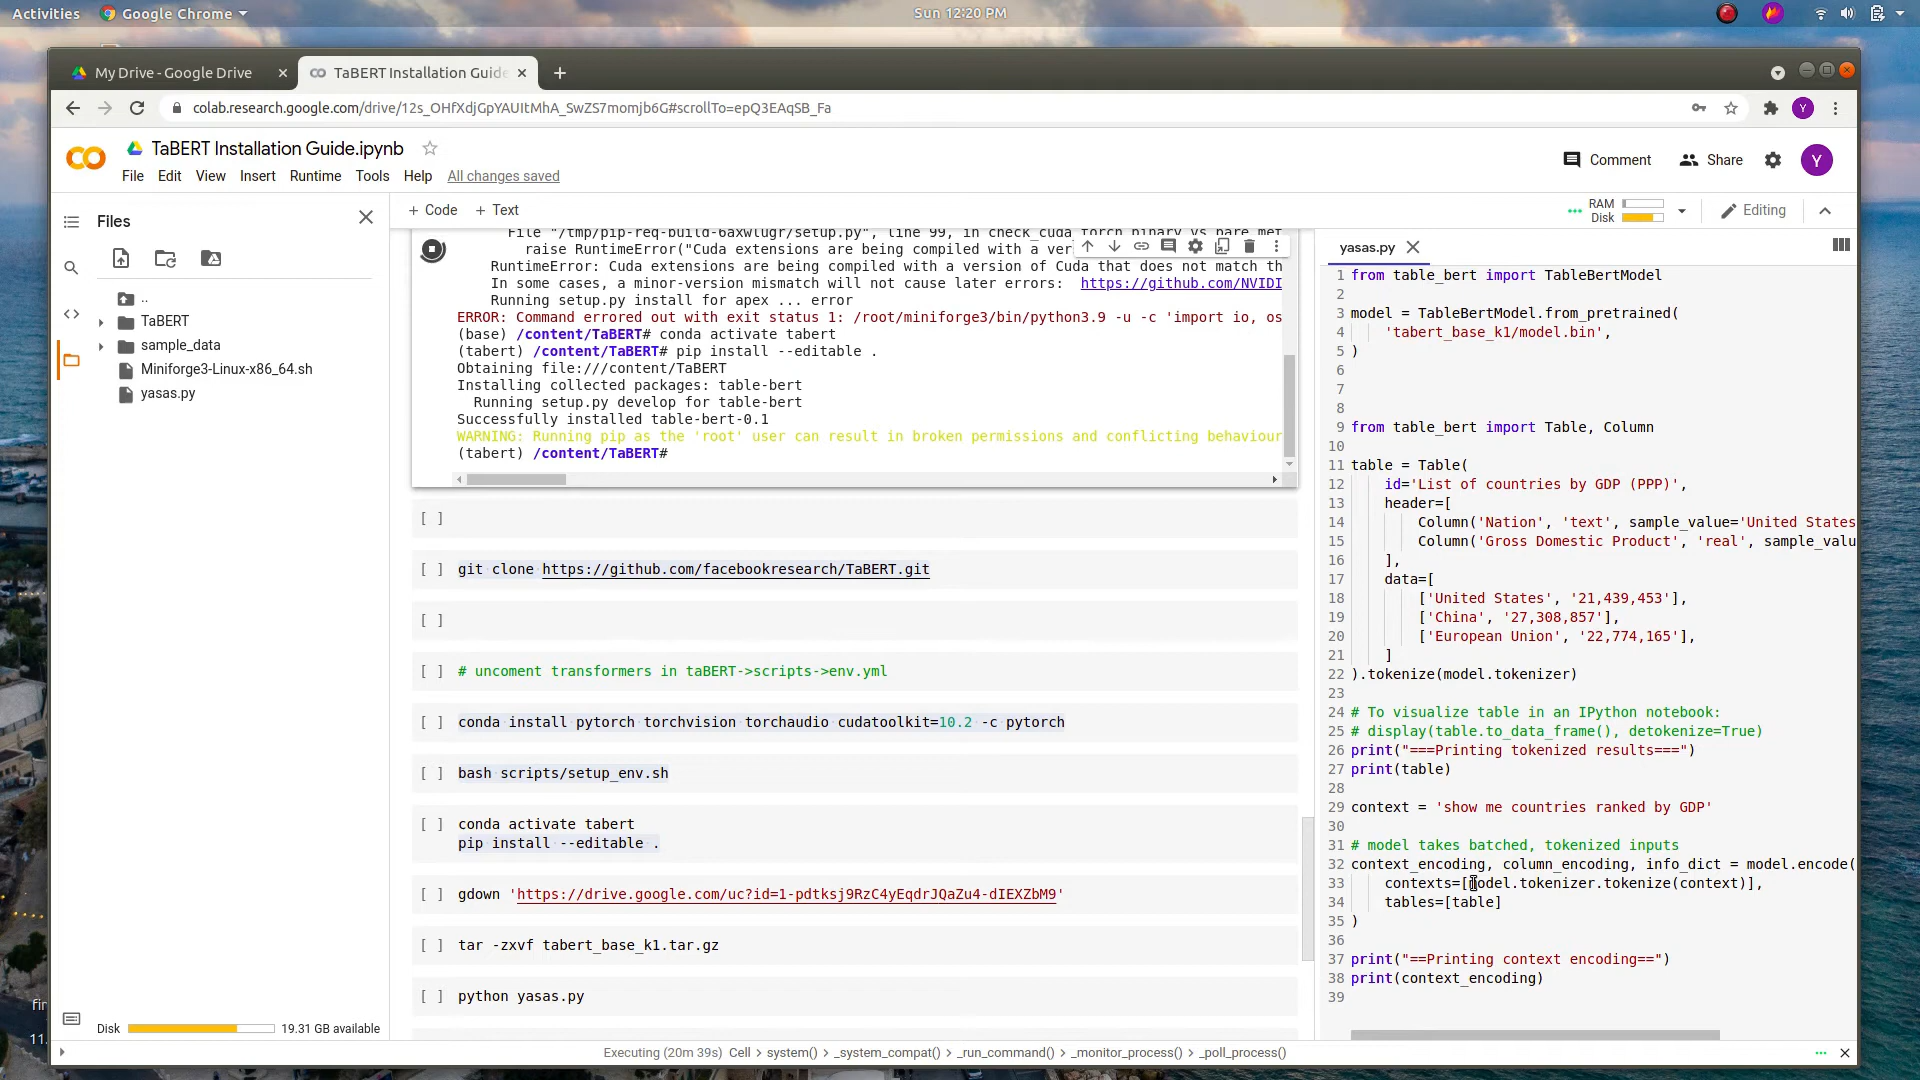 Activities
Google Chrome
Sun 12:20 PM
My Drive - Google Drive
TaBERT Installation Guide
colab.research.google.com/drive/12s_OHfXdjGpYAUItMhA_SwZS7momjb6G#scrollTo=epQ3EAqSB_Fa
Y
TaBERT Installation Guide.ipynb
Comment
Share
Y
File Edit View Insert Runtime Tools Help All changes saved
Files
+ Code + Text
RAM
Disk
Editing
..
TaBERT
sample_data
Miniforge3-Linux-x86_64.sh
yasas.py
Disk
19.31 GB available
File "/tmp/pip-req-build-6axwlugr/setup.py", line 99, in check_cuda_torch_binary_vs_bare_met
raise RuntimeError("Cuda extensions are being compiled with a ver
RuntimeError: Cuda extensions are being compiled with a version of Cuda that does not match th
In some cases, a minor-version mismatch will not cause later errors: https://github.com/NVIDI
Running setup.py install for apex ... error
ERROR: Command errored out with exit status 1: /root/miniforge3/bin/python3.9 -u -c 'import io, os
(base) /content/TaBERT# conda activate tabert
(tabert) /content/TaBERT# pip install --editable .
Obtaining file:///content/TaBERT
Installing collected packages: table-bert
Running setup.py develop for table-bert
Successfully installed table-bert-0.1
WARNING: Running pip as the 'root' user can result in broken permissions and conflicting behaviour
(tabert) /content/TaBERT#
[ ]
[ ] git clone https://github.com/facebookresearch/TaBERT.git
[ ]
[ ] # uncoment transformers in taBERT->scripts->env.yml
[ ] conda install pytorch torchvision torchaudio cudatoolkit=10.2 -c pytorch
[ ] bash scripts/setup_env.sh
[ ] conda activate tabert
pip install --editable .
[ ] gdown 'https://drive.google.com/uc?id=1-pdtksj9RzC4yEqdrJQaZu4-dIEXZbM9'
[ ] tar -zxvf tabert_base_k1.tar.gz
[ ] python yasas.py
yasas.py
1 from table_bert import TableBertModel
2
3 model = TableBertModel.from_pretrained(
4 'tabert_base_k1/model.bin',
5 )
6
7
8
9 from table_bert import Table, Column
10
11 table = Table(
12 id='List of countries by GDP (PPP)',
13 header=[
14 Column('Nation', 'text', sample_value='United States
15 Column('Gross Domestic Product', 'real', sample_valu
16 ],
17 data=[
18 ['United States', '21,439,453'],
19 ['China', '27,308,857'],
20 ['European Union', '22,774,165'],
21 ]
22 ).tokenize(model.tokenizer)
23
24 # To visualize table in an IPython notebook:
25 # display(table.to_data_frame(), detokenize=True)
26 print("===Printing tokenized results===")
27 print(table)
28
29 context = 'show me countries ranked by GDP'
30
31 # model takes batched, tokenized inputs
32 context_encoding, column_encoding, info_dict = model.encode(
33 contexts=[model.tokenizer.tokenize(context)],
34 tables=[table]
35 )
36
37 print("==Printing context encoding==")
38 print(context_encoding)
39
Executing (20m 39s) Cell > system() > _system_compat() > _run_command() > _monitor_process() > _poll_process()